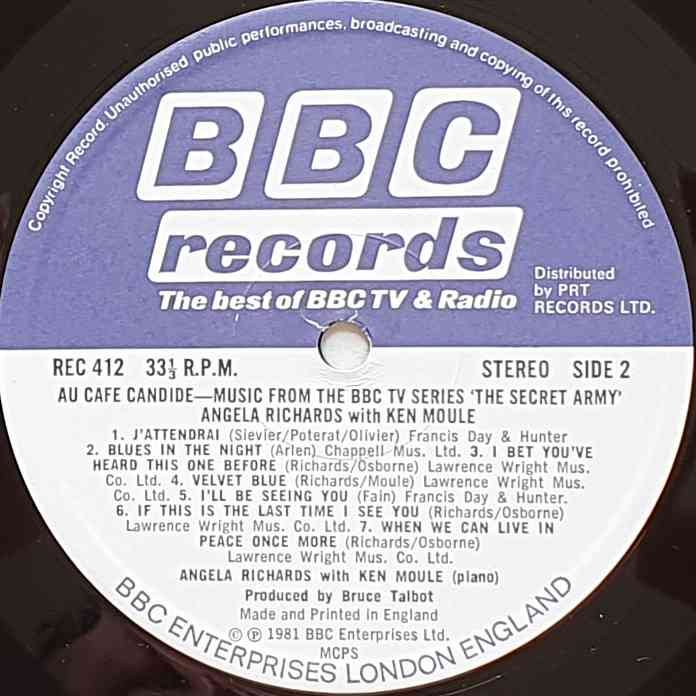 Copyright Record. Unauthorised public performances, broadcasting and copying of this record prohibited
BBC
records
The best of BBC TV & Radio
Distributed
by PRT
RECORDS LTD.
REC 412 33⅓ R.P.M. STEREO SIDE 2
AU CAFE CANDIDE—MUSIC FROM THE BBC TV SERIES 'THE SECRET ARMY'
ANGELA RICHARDS with KEN MOULE
1. J'ATTENDRAI (Sievier/Poterat/Olivier) Francis Day & Hunter
2. BLUES IN THE NIGHT (Arlen) Chappell Mus. Ltd. 3. I BET YOU'VE
HEARD THIS ONE BEFORE (Richards/Osborne) Lawrence Wright Mus.
Co. Ltd. 4. VELVET BLUE (Richards/Moule) Lawrence Wright Mus.
Co. Ltd. 5. I'LL BE SEEING YOU (Fain) Francis Day & Hunter.
6. IF THIS IS THE LAST TIME I SEE YOU (Richards/Osborne)
Lawrence Wright Mus. Co. Ltd. 7. WHEN WE CAN LIVE IN
PEACE ONCE MORE (Richards/Osborne)
Lawrence Wright Mus. Co. Ltd.
ANGELA RICHARDS with KEN MOULE (piano)
Produced by Bruce Talbot
Made and Printed in England
© ℗ 1981 BBC Enterprises Ltd.
MCPS
BBC ENTERPRISES LONDON ENGLAND